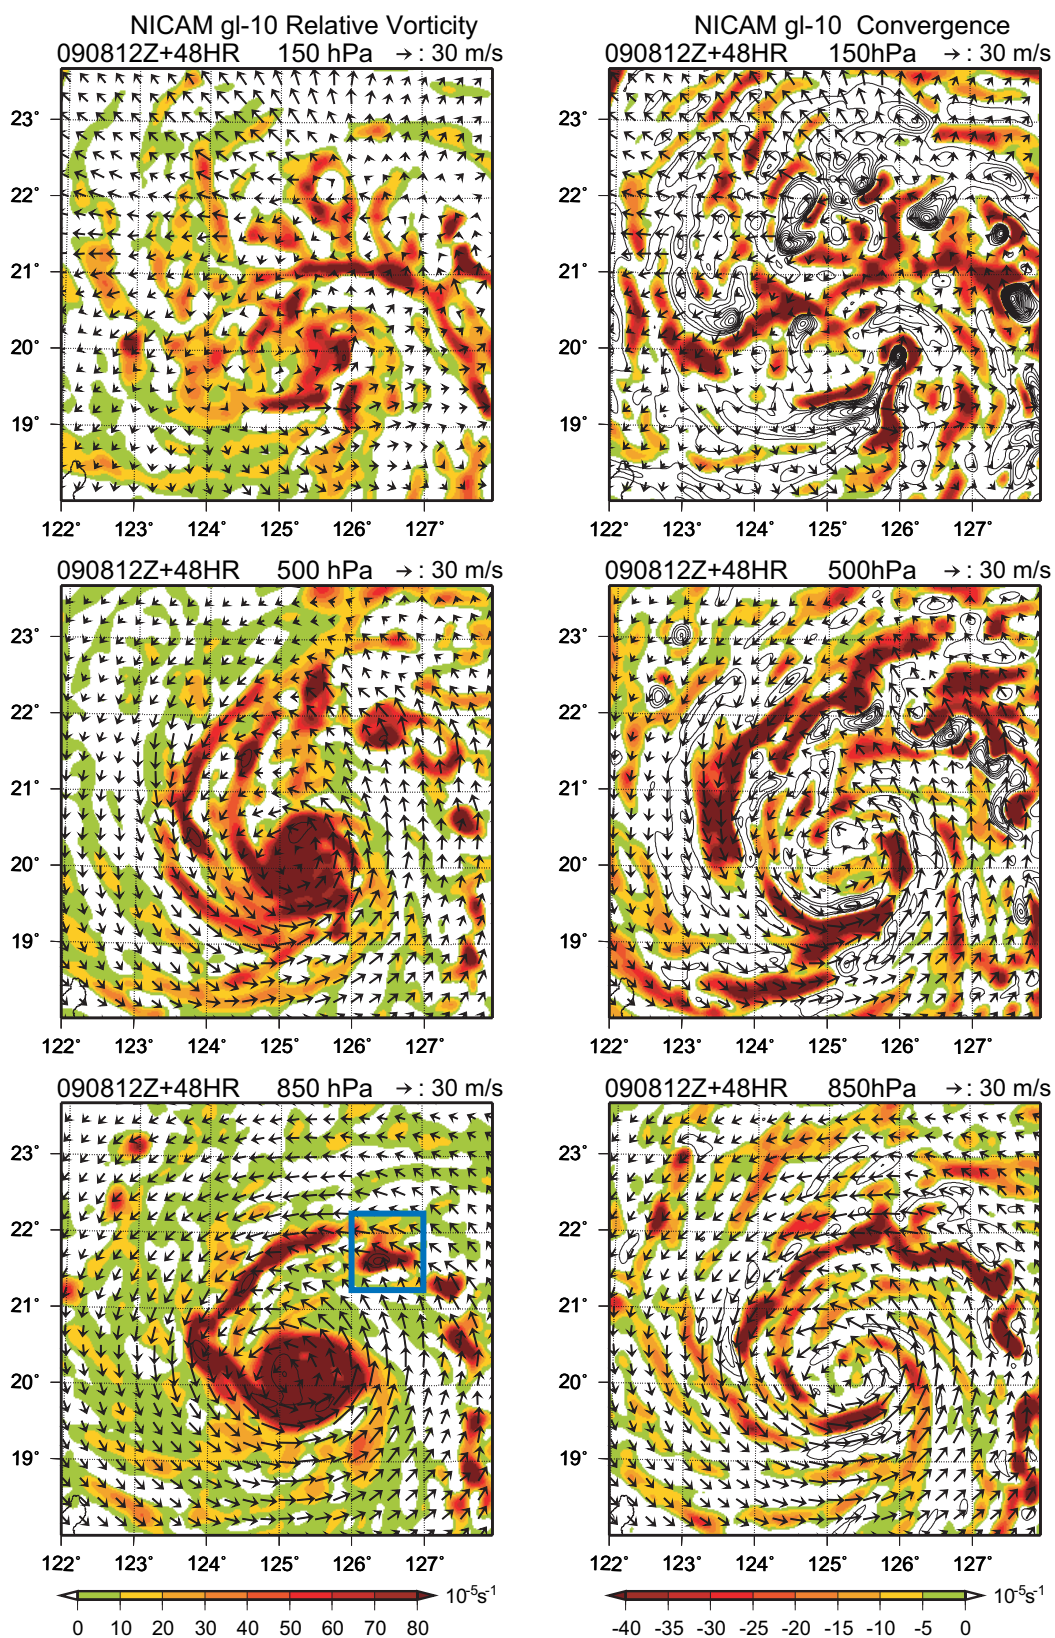 NICAM gl-10 Relative Vorticity
090812Z+48HR 150 hPa → : 30 m/s
23°
22°
21°
20°
19°
122° 123° 124° 125° 126° 127°
NICAM gl-10 Convergence
090812Z+48HR 150hPa → : 30 m/s
23°
22°
21°
20°
19°
122° 123° 124° 125° 126° 127°
090812Z+48HR 500 hPa → : 30 m/s
23°
22°
21°
20°
19°
122° 123° 124° 125° 126° 127°
090812Z+48HR 500hPa → : 30 m/s
23°
22°
21°
20°
19°
122° 123° 124° 125° 126° 127°
090812Z+48HR 850 hPa → : 30 m/s
23°
22°
21°
20°
19°
122° 123° 124° 125° 126° 127°
090812Z+48HR 850hPa → : 30 m/s
23°
22°
21°
20°
19°
122° 123° 124° 125° 126° 127°
10⁻⁵s⁻¹
0 10 20 30 40 50 60 70 80
10⁻⁵s⁻¹
-40 -35 -30 -25 -20 -15 -10 -5 0